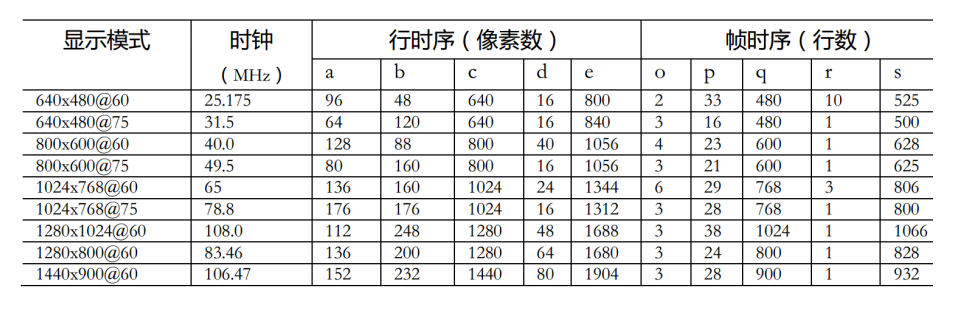 显示模式 时钟 行时序（像素数） 帧时序（行数）
（MHz） a b c d e o p q r s
640x480@60 25.175 96 48 640 16 800 2 33 480 10 525
640x480@75 31.5 64 120 640 16 840 3 16 480 1 500
800x600@60 40.0 128 88 800 40 1056 4 23 600 1 628
800x600@75 49.5 80 160 800 16 1056 3 21 600 1 625
1024x768@60 65 136 160 1024 24 1344 6 29 768 3 806
1024x768@75 78.8 176 176 1024 16 1312 3 28 768 1 800
1280x1024@60 108.0 112 248 1280 48 1688 3 38 1024 1 1066
1280x800@60 83.46 136 200 1280 64 1680 3 24 800 1 828
1440x900@60 106.47 152 232 1440 80 1904 3 28 900 1 932